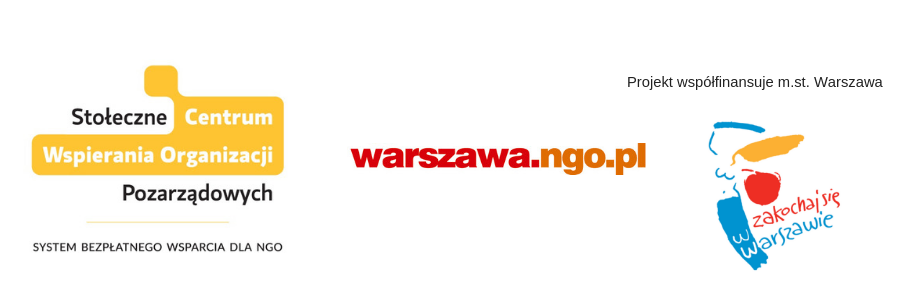 Stołeczne Centrum
Wspierania Organizacji
Pozarządowych
SYSTEM BEZPŁATNEGO WSPARCIA DLA NGO
warszawa.ngo.pl
Projekt współfinansuje m.st. Warszawa
zakochaj się
w Warszawie